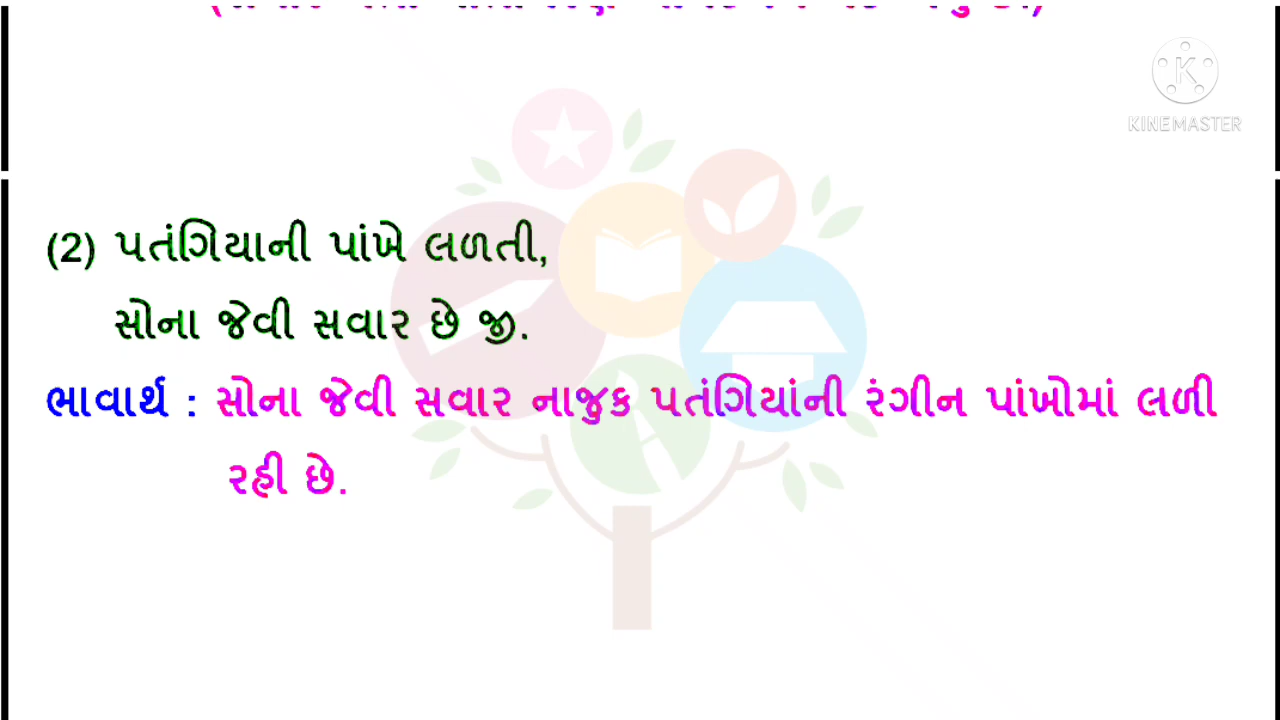 KINEMASTER
(2) પતંગિયાની પાંખે લળતી,
સોના જેવી સવાર છે જી.
ભાવાર્થ : સોના જેવી સવાર નાજુક પતંગિયાંની રંગીન પાંખોમાં લળી
રહી છે.